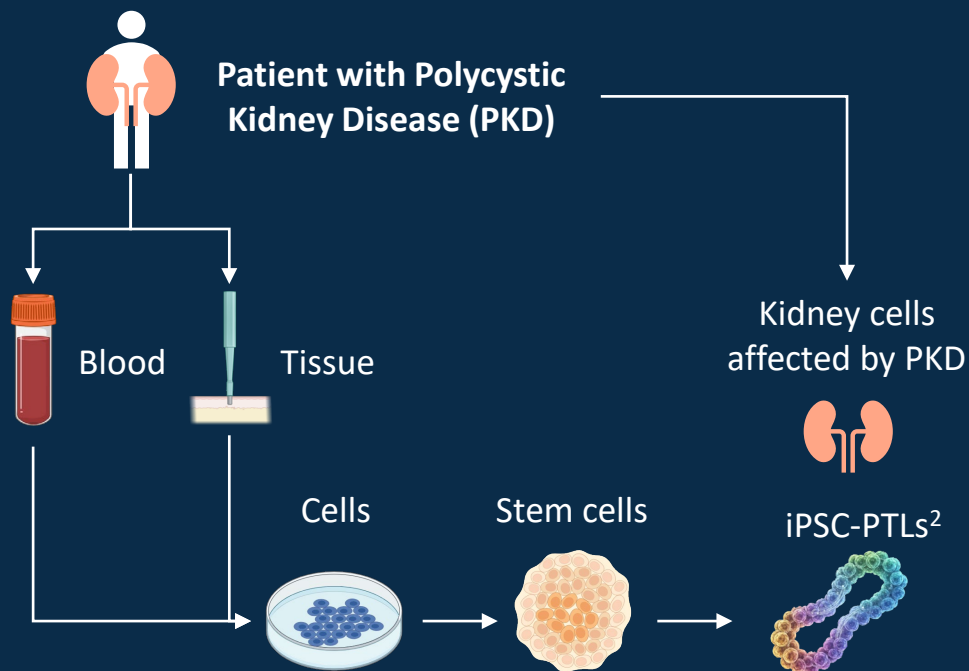 Patient with Polycystic
Kidney Disease (PKD)
Blood
Tissue
Kidney cells
affected by PKD
Cells
Stem cells
iPSC-PTLs²